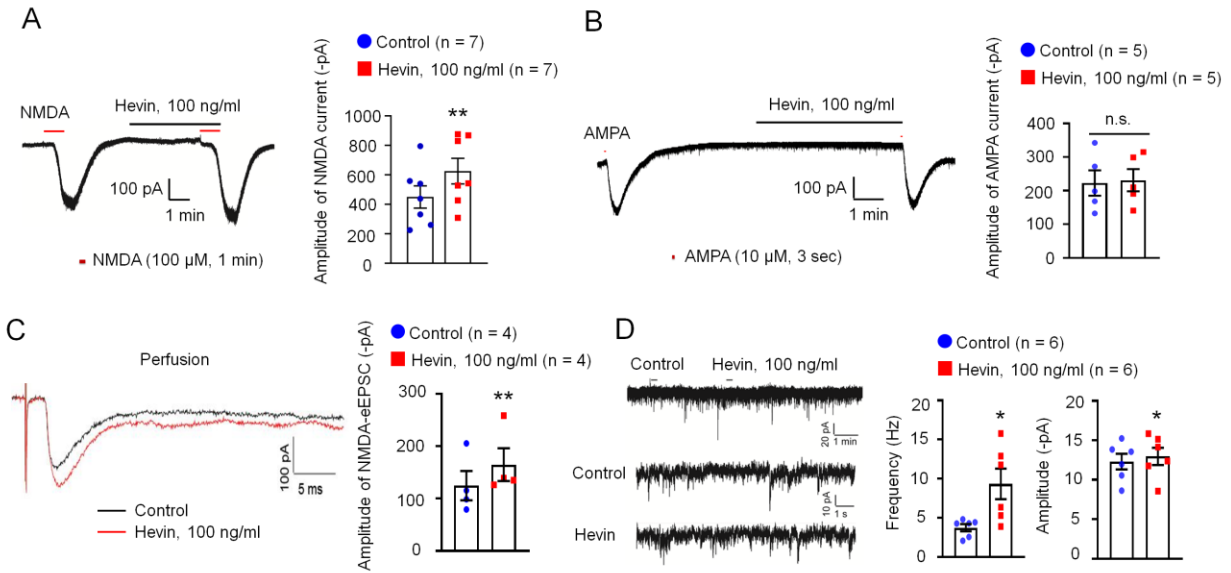 A
Control (n = 7)
Hevin, 100 ng/ml (n = 7)
Hevin, 100 ng/ml
NMDA
100 pA
1 min
NMDA (100 µM, 1 min)
Amplitude of NMDA current (-pA)
1000
800
600
400
200
0
**
B
Control (n = 5)
Hevin, 100 ng/ml (n = 5)
Hevin, 100 ng/ml
AMPA
100 pA
1 min
AMPA (10 µM, 3 sec)
Amplitude of AMPA current (-pA)
400
300
200
100
0
n.s.
C
Perfusion
100 pA
5 ms
Control
Hevin, 100 ng/ml
Control (n = 4)
Hevin, 100 ng/ml (n = 4)
Amplitude of NMDA-eEPSC (-pA)
300
200
100
0
**
D
Control
Hevin, 100 ng/ml
20 pA
1 min
Control
10 pA
1 s
Hevin
Control (n = 6)
Hevin, 100 ng/ml (n = 6)
Frequency (Hz)
20
15
10
5
0
*
Amplitude (-pA)
20
15
10
5
0
*